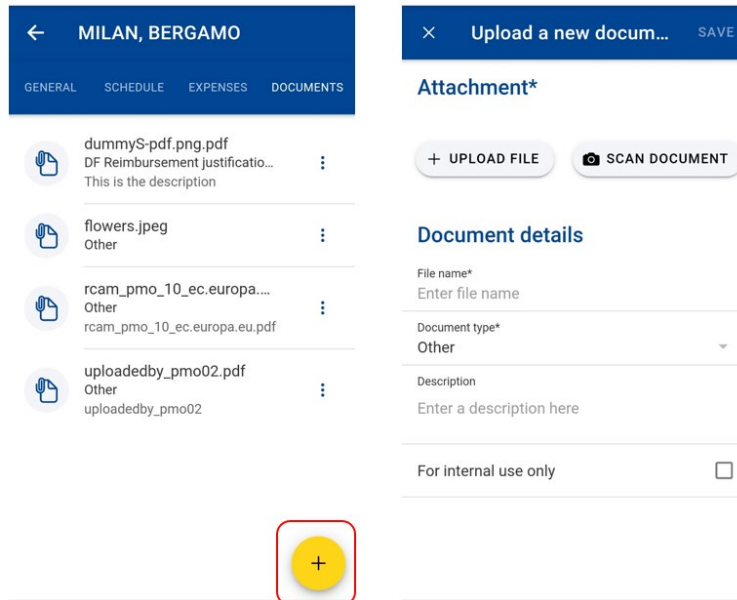 MILAN, BERGAMO
GENERAL SCHEDULE EXPENSES DOCUMENTS
dummyS-pdf.png.pdf
DF Reimbursement justificatio...
This is the description
flowers.jpeg
Other
rcam_pmo_10_ec.europa....
Other
rcam_pmo_10_ec.europa.eu.pdf
uploadedby_pmo02.pdf
Other
uploadedby_pmo02
+
Upload a new docum... SAVE
Attachment*
+ UPLOAD FILE SCAN DOCUMENT
Document details
File name*
Enter file name
Document type*
Other
Description
Enter a description here
For internal use only